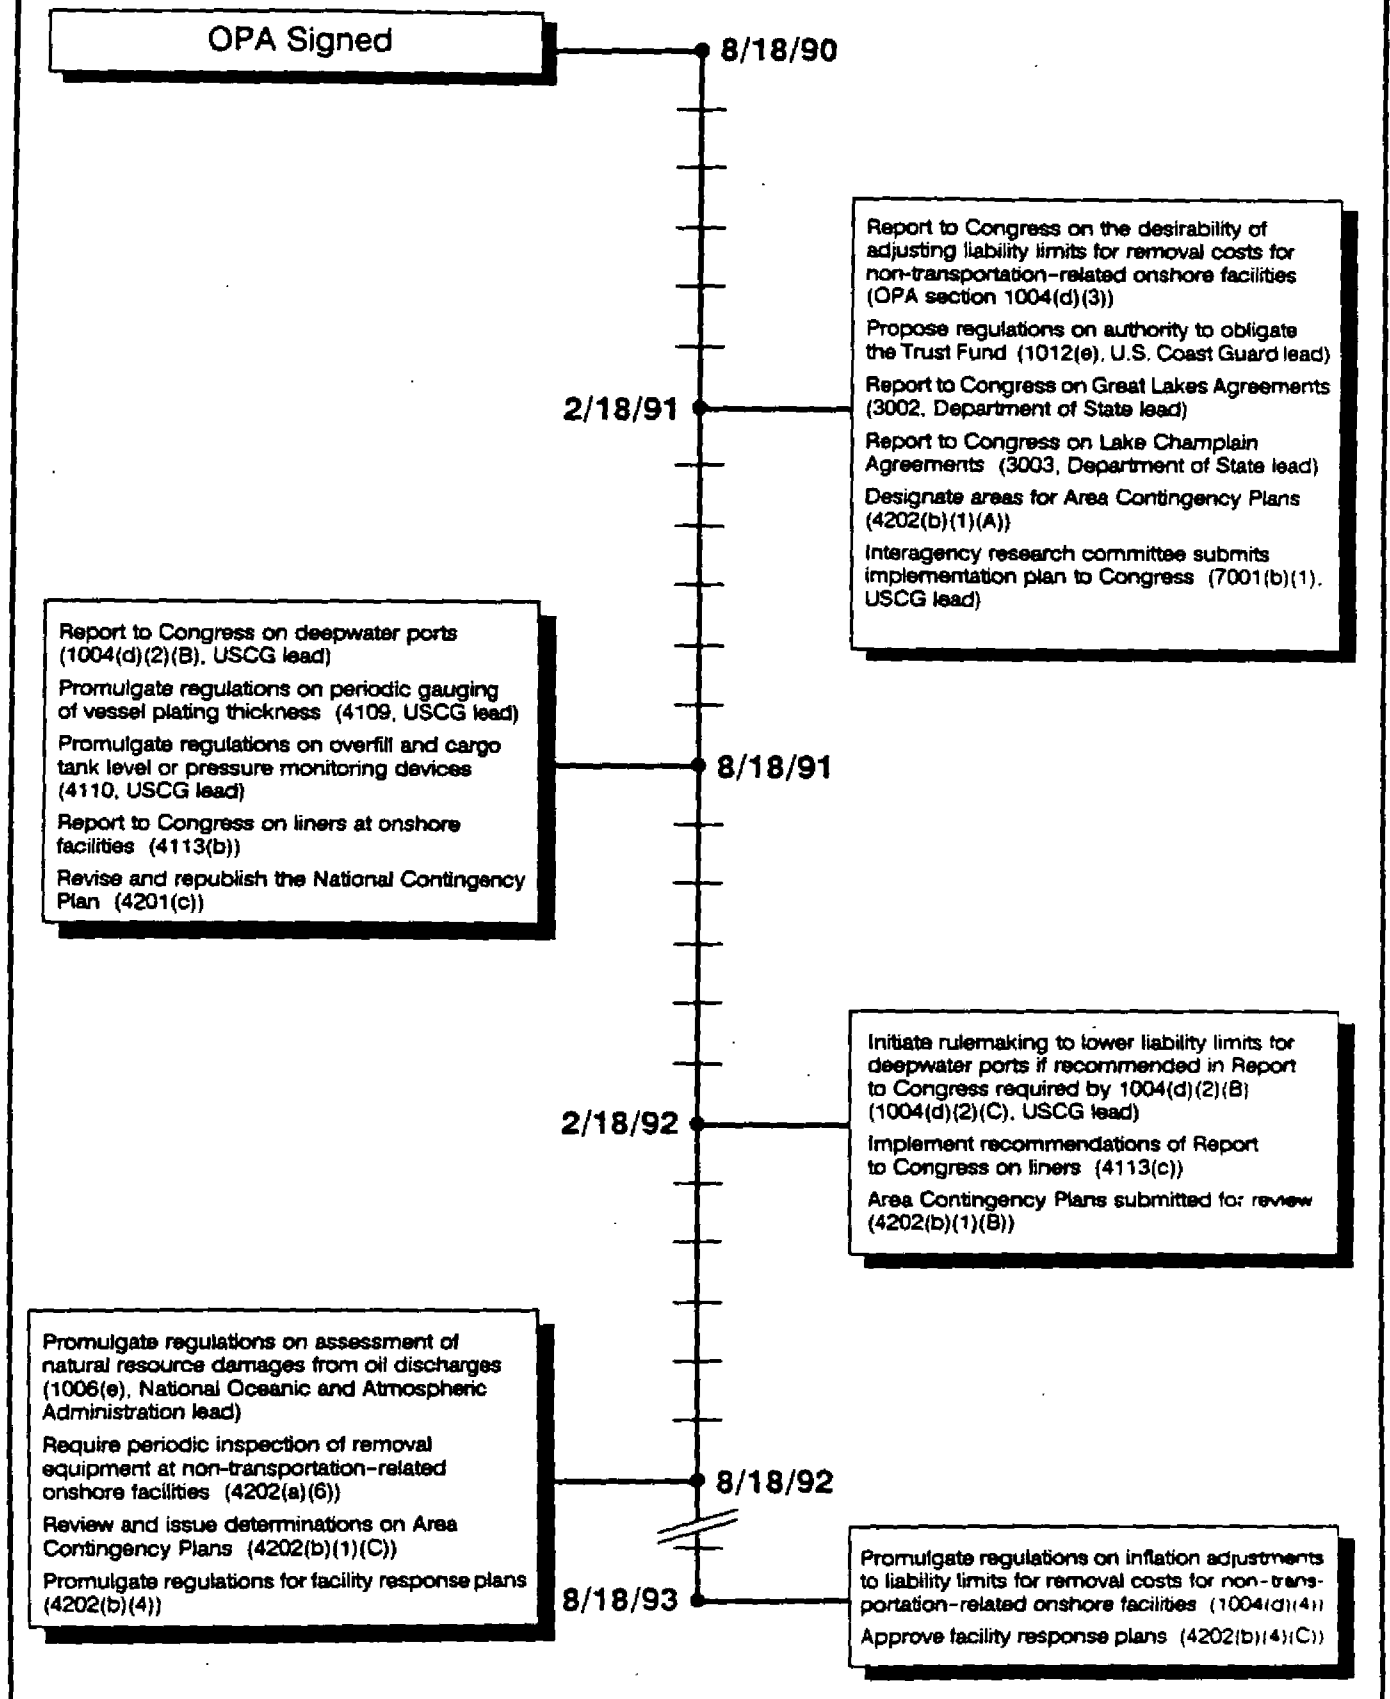 OPA Signed
8/18/90
Report to Congress on the desirability of
adjusting liability limits for removal costs for
non-transportation-related onshore facilities
(OPA section 1004(d)(3))
Propose regulations on authority to obligate
the Trust Fund (1012(e), U.S. Coast Guard lead)
Report to Congress on Great Lakes Agreements
(3002, Department of State lead)
Report to Congress on Lake Champlain
Agreements (3003, Department of State lead)
Designate areas for Area Contingency Plans
(4202(b)(1)(A))
Interagency research committee submits
implementation plan to Congress (7001(b)(1),
USCG lead)
2/18/91
Report to Congress on deepwater ports
(1004(d)(2)(B), USCG lead)
Promulgate regulations on periodic gauging
of vessel plating thickness (4109, USCG lead)
Promulgate regulations on overfill and cargo
tank level or pressure monitoring devices
(4110, USCG lead)
Report to Congress on liners at onshore
facilities (4113(b))
Revise and republish the National Contingency
Plan (4201(c))
8/18/91
Initiate rulemaking to lower liability limits for
deepwater ports if recommended in Report
to Congress required by 1004(d)(2)(B)
(1004(d)(2)(C), USCG lead)
Implement recommendations of Report
to Congress on liners (4113(c))
Area Contingency Plans submitted for review
(4202(b)(1)(B))
2/18/92
Promulgate regulations on assessment of
natural resource damages from oil discharges
(1006(e), National Oceanic and Atmospheric
Administration lead)
Require periodic inspection of removal
equipment at non-transportation-related
onshore facilities (4202(a)(6))
Review and issue determinations on Area
Contingency Plans (4202(b)(1)(C))
Promulgate regulations for facility response plans
(4202(b)(4))
8/18/92
Promulgate regulations on inflation adjustments
to liability limits for removal costs for non-trans-
portation-related onshore facilities (1004(d)(4))
Approve facility response plans (4202(b)(4)(C))
8/18/93